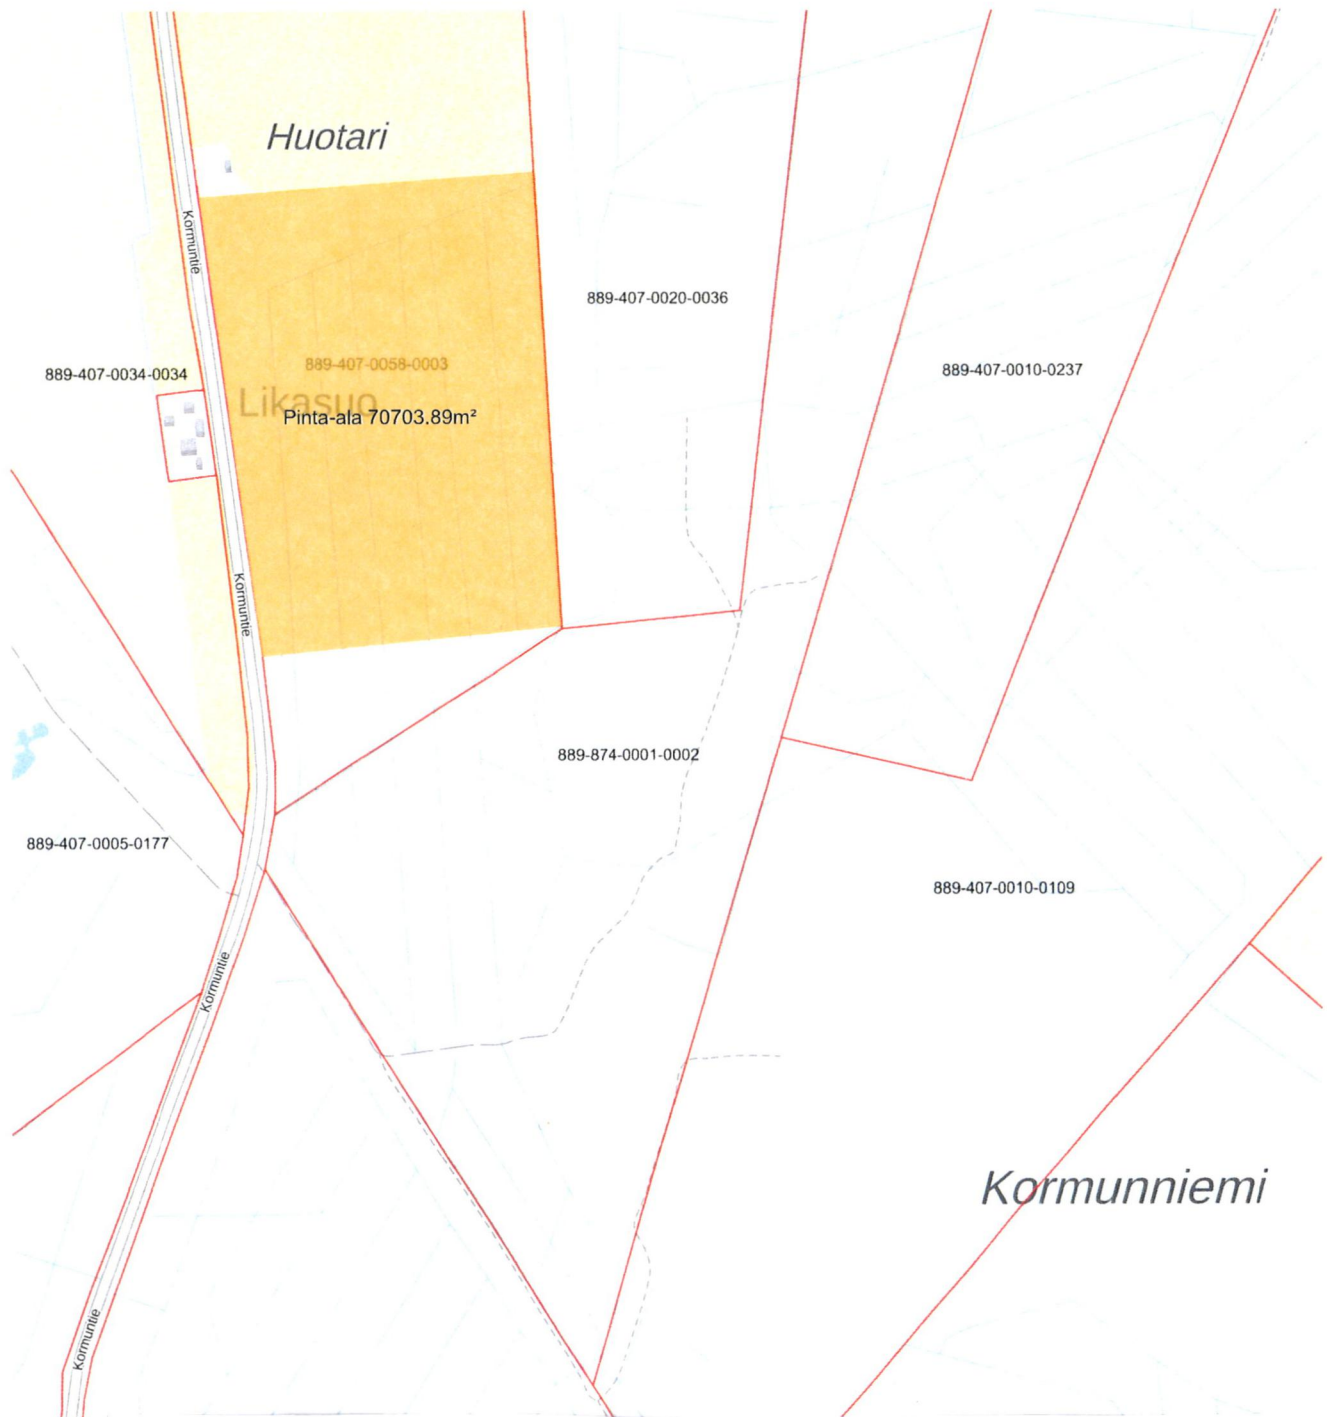 Huotari
Kormuntie
889-407-0020-0036
889-407-0034-0034
889-407-0058-0003
889-407-0010-0237
Likasuo
Pinta-ala 70703.89m²
Kormuntie
889-874-0001-0002
889-407-0005-0177
889-407-0010-0109
Kormuntie
Kormunniemi
Kormuntie